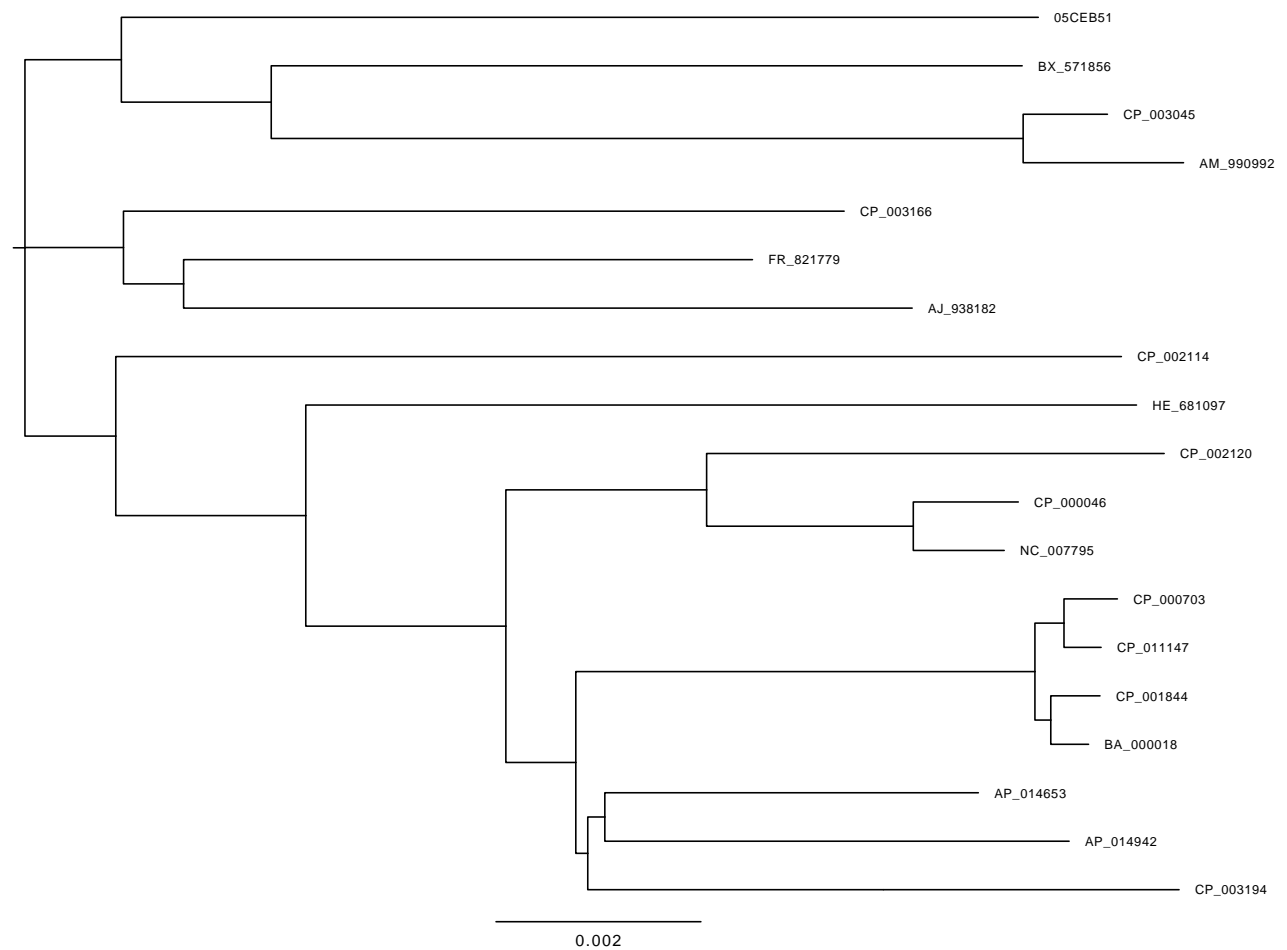 05CEB51
BX_571856
CP_003045
AM_990992
CP_003166
FR_821779
AJ_938182
CP_002114
HE_681097
CP_002120
CP_000046
NC_007795
CP_000703
CP_011147
CP_001844
BA_000018
AP_014653
AP_014942
CP_003194
0.002